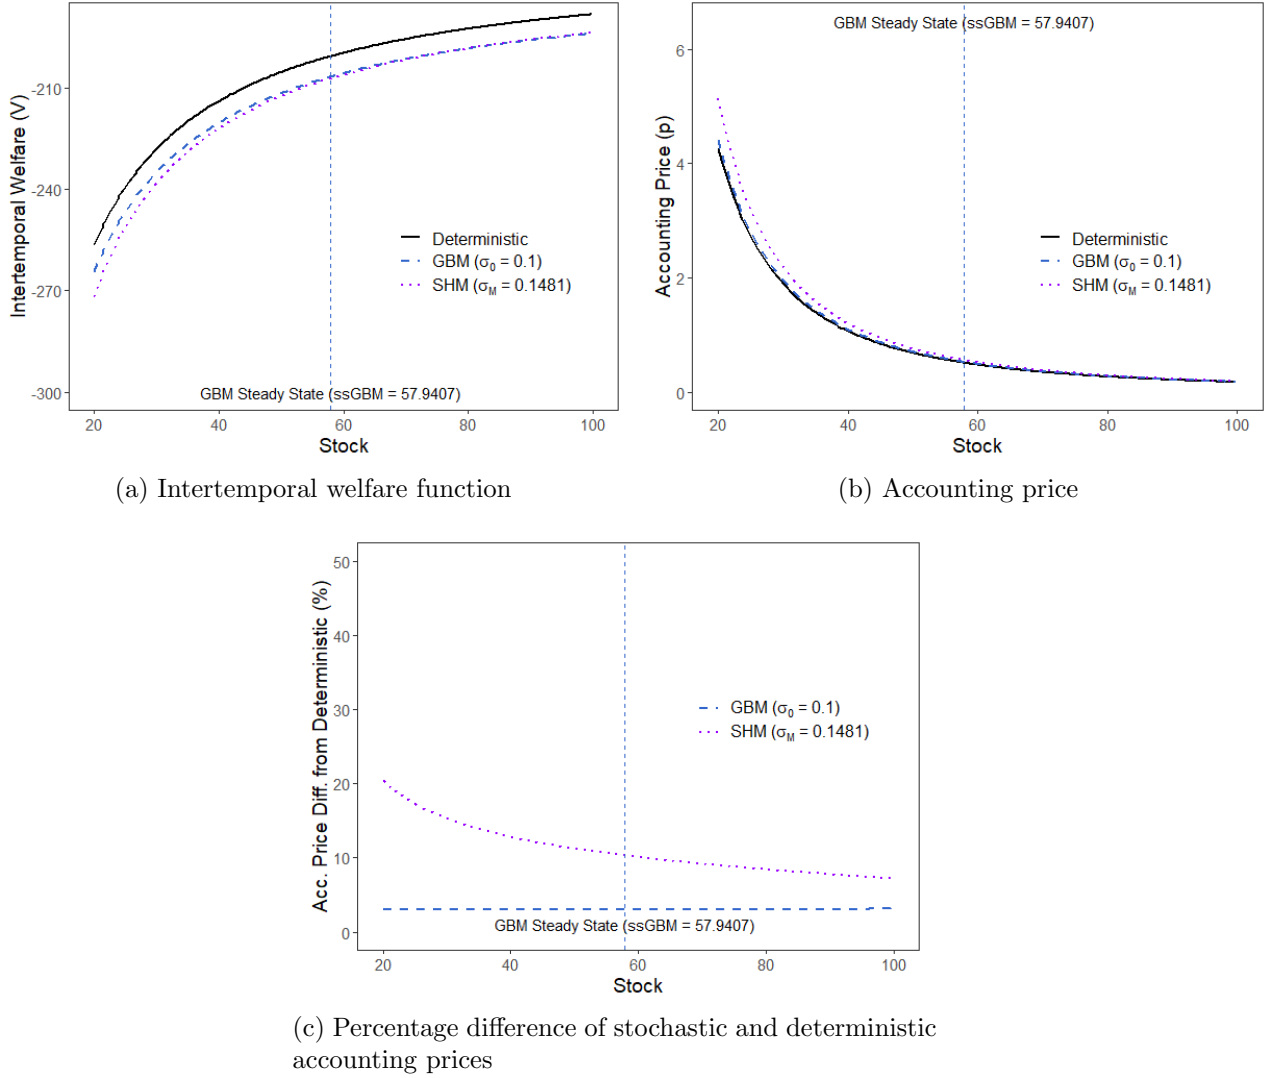 Intertemporal Welfare (V)
-210
-240
-270
-300
Deterministic
GBM (σ₀ = 0.1)
SHM (σ_M = 0.1481)
GBM Steady State (ssGBM = 57.9407)
20 40 60 80 100
Stock
(a) Intertemporal welfare function
GBM Steady State (ssGBM = 57.9407)
Accounting Price (p)
6
4
2
0
Deterministic
GBM (σ₀ = 0.1)
SHM (σ_M = 0.1481)
20 40 60 80 100
Stock
(b) Accounting price
Acc. Price Diff. from Deterministic (%)
50
40
30
20
10
0
GBM (σ₀ = 0.1)
SHM (σ_M = 0.1481)
GBM Steady State (ssGBM = 57.9407)
20 40 60 80 100
Stock
(c) Percentage difference of stochastic and deterministic
accounting prices